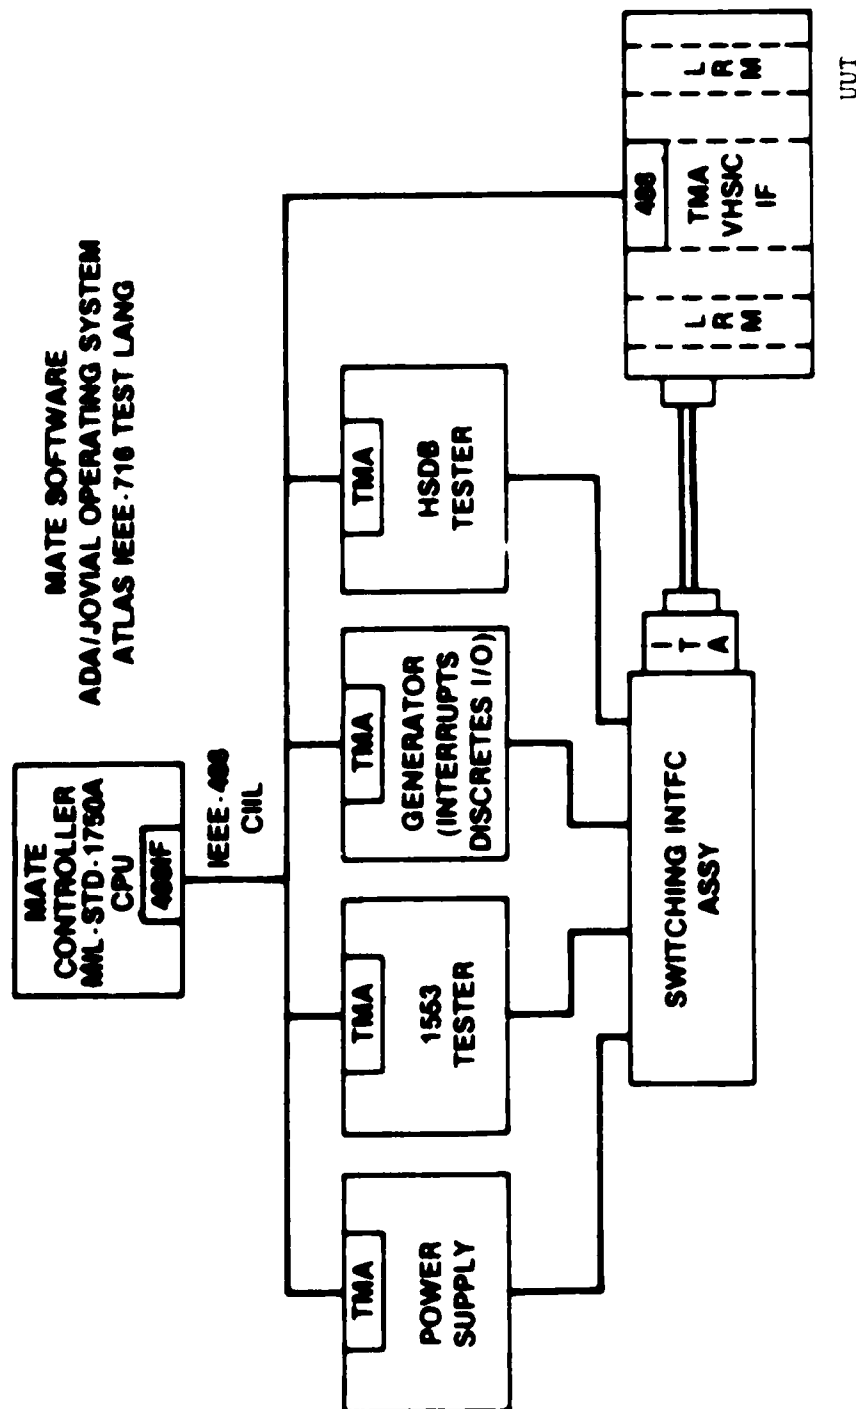 MATE SOFTWARE
ADA/JOVIAL OPERATING SYSTEM
ATLAS IEEE-716 TEST LANG
MATE
CONTROLLER
MIL-STD-1750A
CPU
488IF
IEEE-488
CIIL
TMA
POWER
SUPPLY
TMA
1553
TESTER
TMA
GENERATOR
(INTERRUPTS
DISCRETES I/O)
TMA
HSDB
TESTER
SWITCHING INTFC
ASSY
I
T
A
L
R
M
488
TMA
VHSIC
IF
L
R
M
UUT